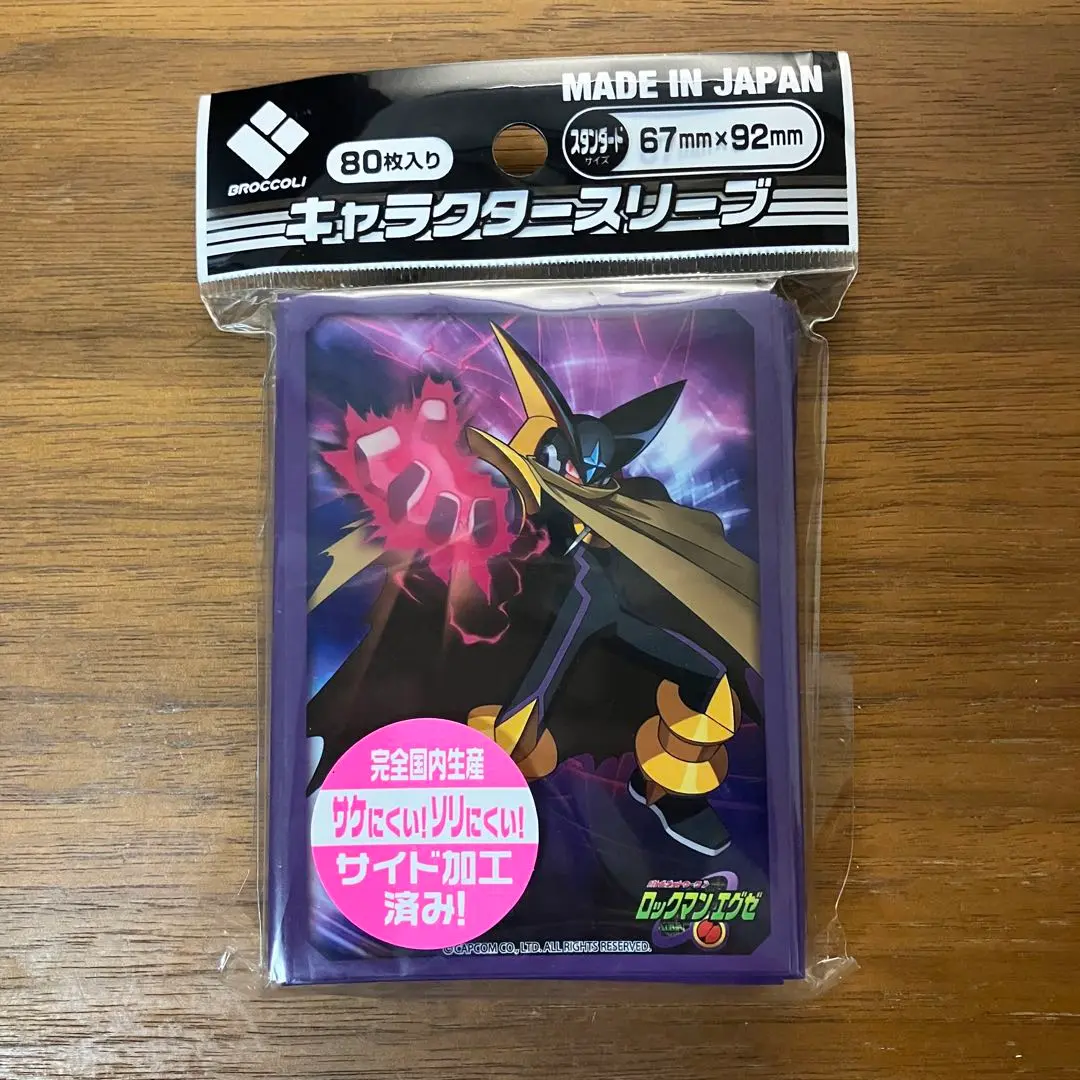 MADE IN JAPAN
BROCCOLI
80枚入り
スタンダード
サイズ
67mm×92mm
キャラクタースリーブ
完全国内生産
サケにくい!ソリにくい!
サイド加工
済み!
ロックマンエグゼ
©CAPCOM CO., LTD. ALL RIGHTS RESERVED.